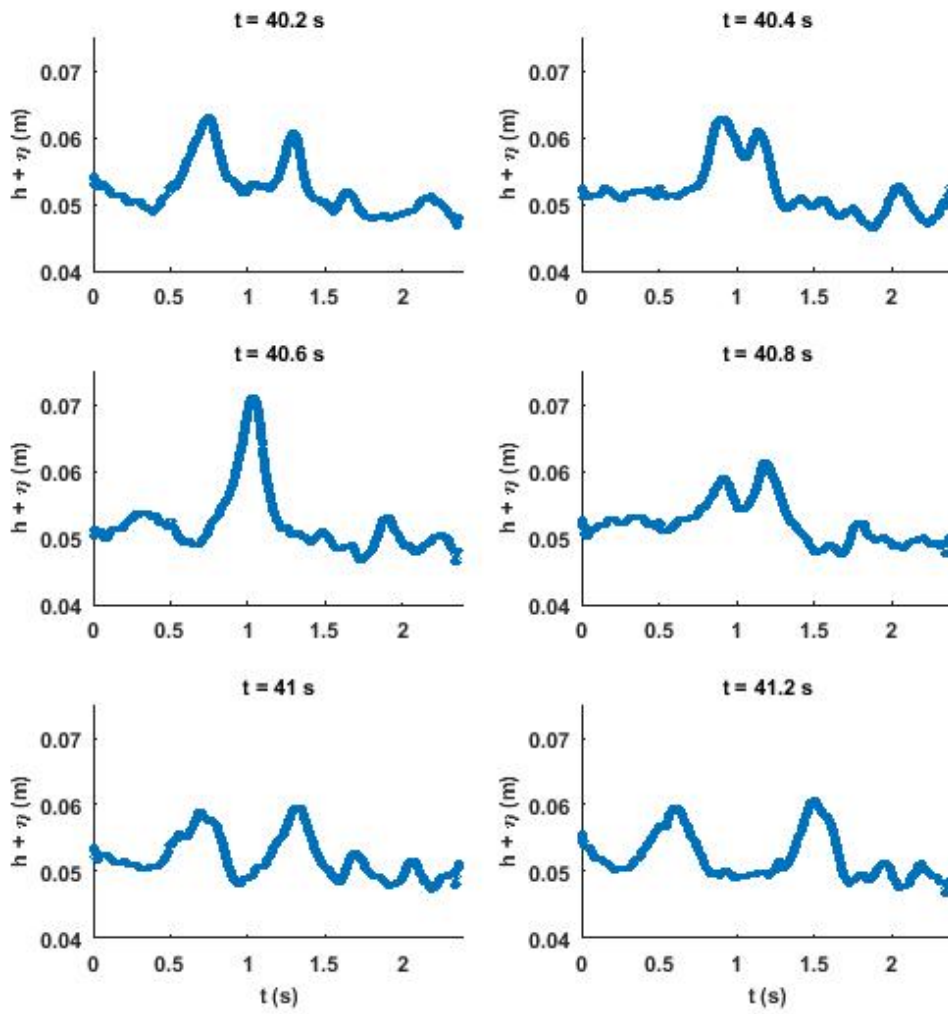 t = 40.2 s
t = 40.4 s
h + η (m)
0.07
0.06
0.05
0.04
0 0.5 1 1.5 2
h + η (m)
0.07
0.06
0.05
0.04
0 0.5 1 1.5 2
t = 40.6 s
t = 40.8 s
h + η (m)
0.07
0.06
0.05
0.04
0 0.5 1 1.5 2
h + η (m)
0.07
0.06
0.05
0.04
0 0.5 1 1.5 2
t = 41 s
t = 41.2 s
h + η (m)
0.07
0.06
0.05
0.04
0 0.5 1 1.5 2
t (s)
h + η (m)
0.07
0.06
0.05
0.04
0 0.5 1 1.5 2
t (s)